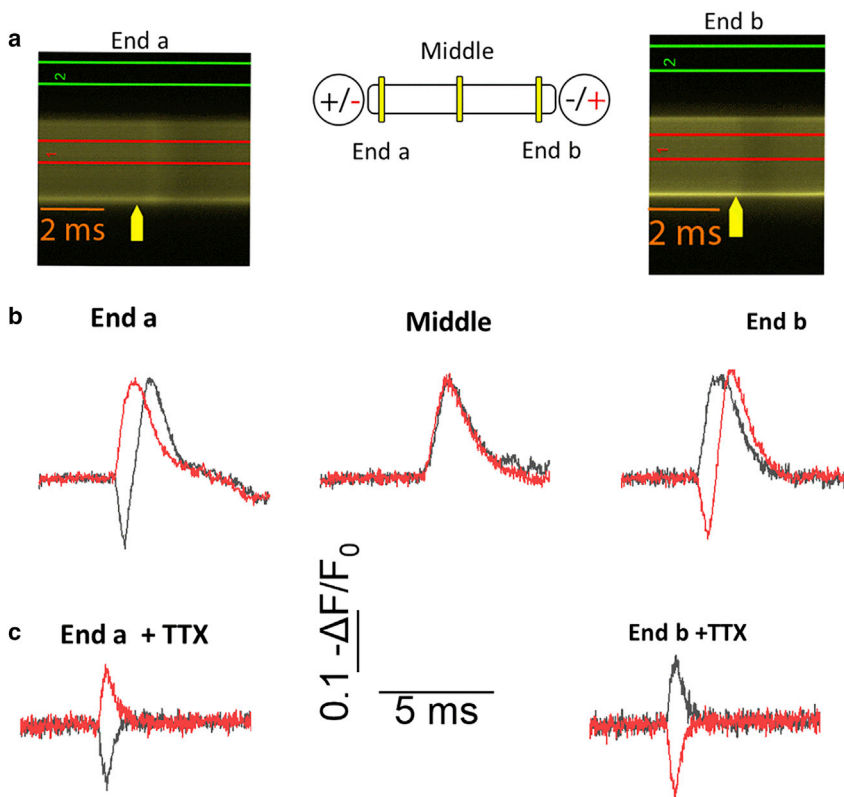 a
End a
2
1
2 ms
Middle
+/-
-/+
End a
End b
End b
2
1
2 ms
b
End a
Middle
End b
0.1 -ΔF/F0
5 ms
c
End a + TTX
End b +TTX